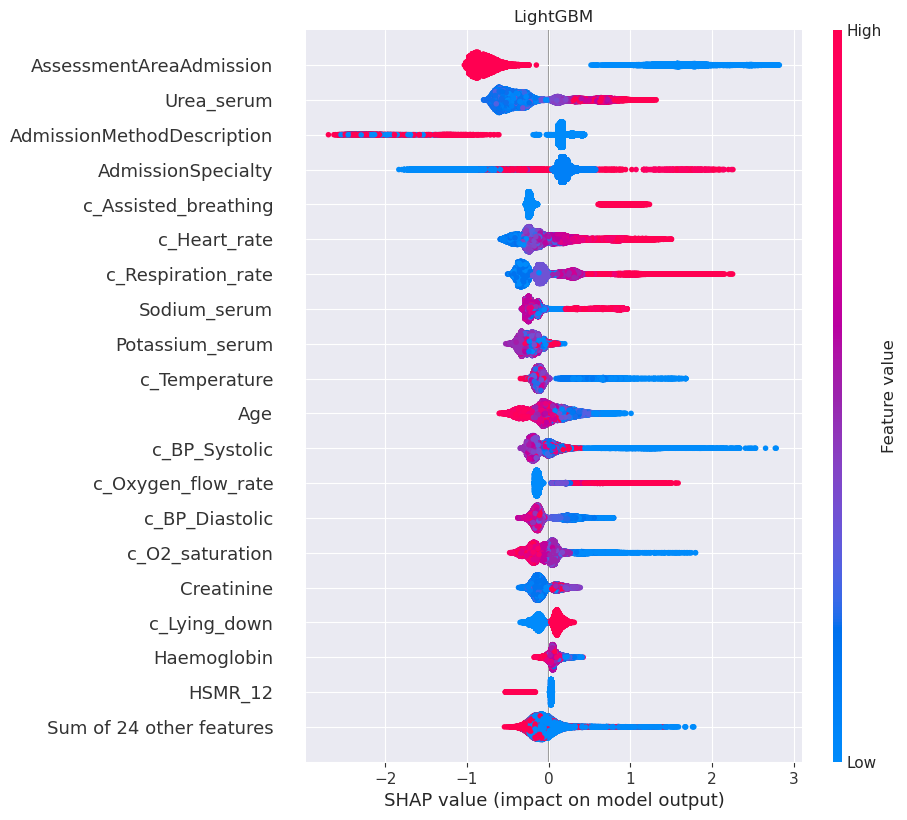 LightGBM
High
AssessmentAreaAdmission
Urea_serum
AdmissionMethodDescription
AdmissionSpecialty
c_Assisted_breathing
c_Heart_rate
c_Respiration_rate
Sodium_serum
Potassium_serum
c_Temperature
Age
c_BP_Systolic
c_Oxygen_flow_rate
c_BP_Diastolic
c_O2_saturation
Creatinine
c_Lying_down
Haemoglobin
HSMR_12
Sum of 24 other features
Feature value
Low
−2 −1 0 1 2 3
SHAP value (impact on model output)